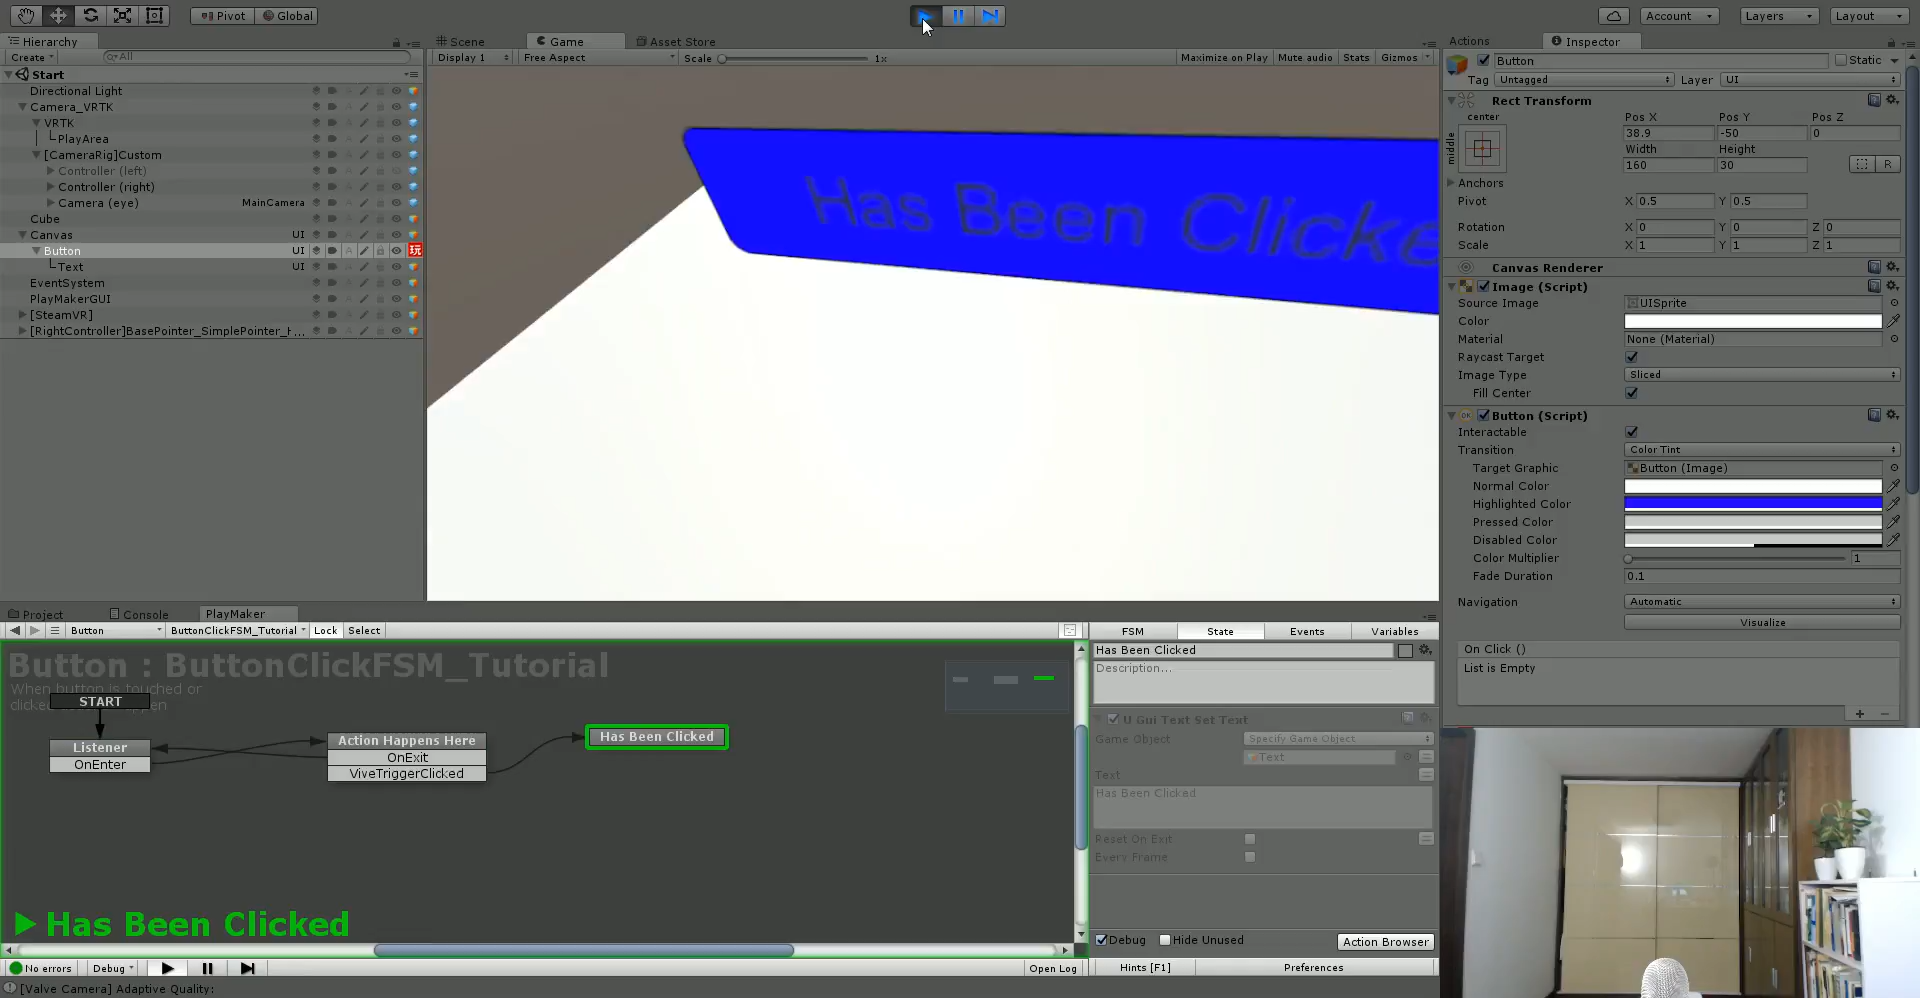 Pivot Global Account Layers Layout
Hierarchy Scene Game Asset Store Actions Inspector
Create All Display 1 Free Aspect Scale 1x Maximize on Play Mute audio Stats Gizmos
Start
Directional Light
Camera_VRTK
VRTK
PlayArea
[CameraRig]Custom
Controller (left)
Controller (right)
Camera (eye) MainCamera
Cube
Canvas UI
Button UI 玩
Text UI
EventSystem
PlayMakerGUI
[SteamVR]
[RightController]BasePointer_SimplePointer_H...
Has Been Clicke
Button Static
Tag Untagged Layer UI
Rect Transform
center Pos X Pos Y Pos Z
middle 38.9 -50 0
Width Height
160 30 R
Anchors
Pivot X 0.5 Y 0.5
Rotation X 0 Y 0 Z 0
Scale X 1 Y 1 Z 1
Canvas Renderer
Image (Script)
Source Image UISprite
Color
Material None (Material)
Raycast Target
Image Type Sliced
Fill Center
Button (Script)
Interactable
Transition Color Tint
Target Graphic Button (Image)
Normal Color
Highlighted Color
Pressed Color
Disabled Color
Color Multiplier 1
Fade Duration 0.1
Navigation Automatic
Visualize
On Click ()
List is Empty
Project Console PlayMaker
Button ButtonClickFSM_Tutorial Lock Select FSM State Events Variables
Button : ButtonClickFSM_Tutorial
When button is touched or
START
Listener
OnEnter
Action Happens Here
OnExit
ViveTriggerClicked
Has Been Clicked
Has Been Clicked
Has Been Clicked
Description...
U Gui Text Set Text
Game Object Specify Game Object
Text
Text
Has Been Clicked
Reset On Exit
Every Frame
Debug Hide Unused Action Browser
No errors Debug Open Log Hints [F1] Preferences
[Valve Camera] Adaptive Quality: